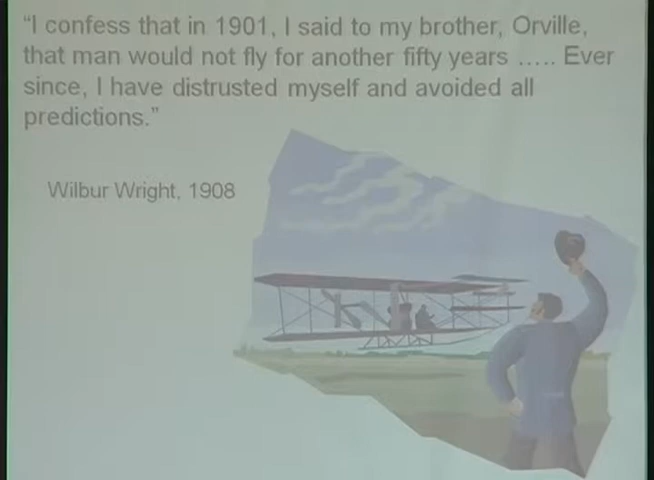 “I confess that in 1901, I said to my brother, Orville,
that man would not fly for another fifty years ..... Ever
since, I have distrusted myself and avoided all
predictions.”
Wilbur Wright, 1908